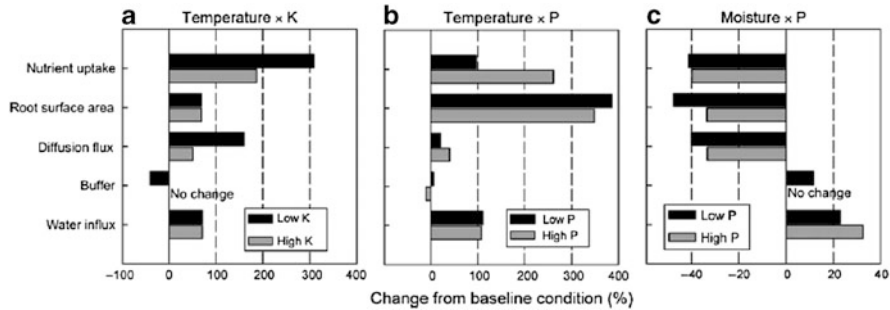 a Temperature × K
b Temperature × P
c Moisture × P
Nutrient uptake
Root surface area
Diffusion flux
Buffer
Water influx
No change
Low K
High K
−100 0 100 200 300 400
Low P
High P
0 100 200 300 400
No change
Low P
High P
−40 −20 0 20 40
Change from baseline condition (%)